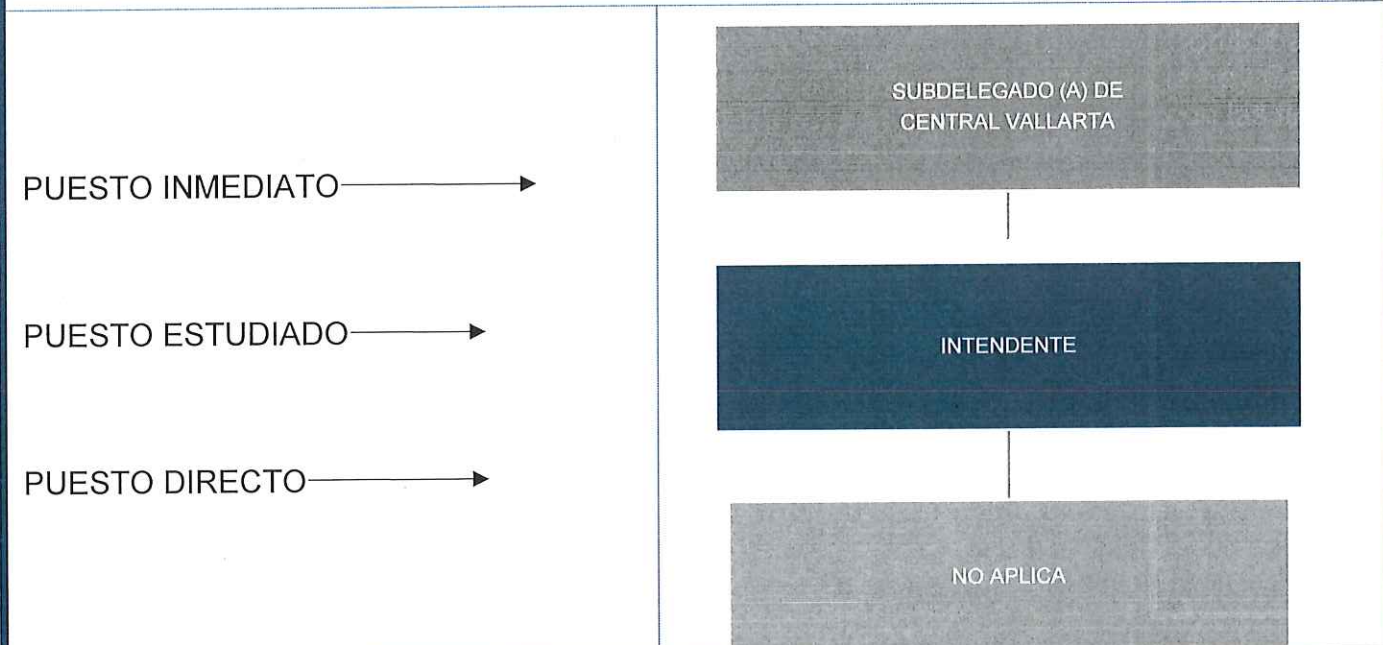 SUBDELEGADO (A) DE
CENTRAL VALLARTA
PUESTO INMEDIATO
PUESTO ESTUDIADO
INTENDENTE
PUESTO DIRECTO
NO APLICA